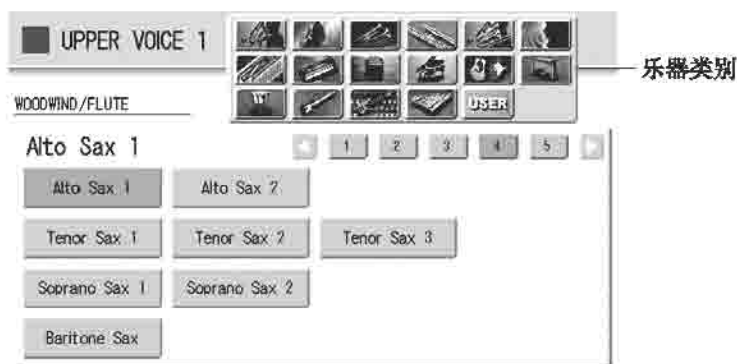 UPPER VOICE 1
USER
乐器类别
WOODWIND/FLUTE
Alto Sax 1
1 2 3 4 5
Alto Sax 1 Alto Sax 2
Tenor Sax 1 Tenor Sax 2 Tenor Sax 3
Soprano Sax 1 Soprano Sax 2
Baritone Sax